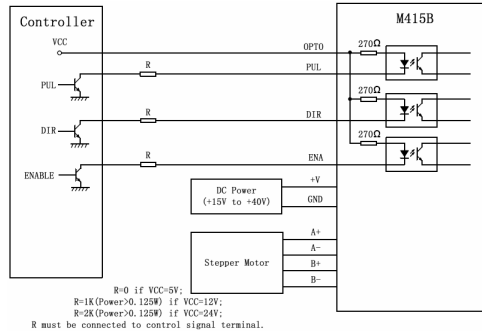 Controller
M415B
VCC
OPTO
270Ω
R
PUL
PUL
270Ω
R
DIR
DIR
270Ω
R
ENA
ENABLE
DC Power
(+15V to +40V)
+V
GND
Stepper Motor
A+
A-
B+
B-
R=0 if VCC=5V;
R=1K(Power>0.125W) if VCC=12V;
R=2K(Power>0.125W) if VCC=24V;
R must be connected to control signal terminal.